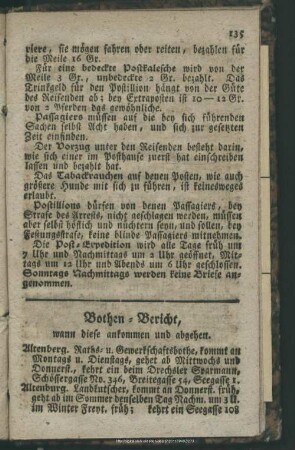 135
viere, sie mögen fahren oder reiten, bezahlen für
die Meile 16 Gr.
Für eine bedeckte Postkalesche wird von der
Meile 3 Gr., unbedeckte 2 Gr. bezahlt. Das
Trinkgeld für den Postillion hängt von der Güte
des Reisenden ab; bey Extraposten ist 10—12 Gr.
von 2 Pferden das gewöhnliche.
Passagiers müssen auf die bey sich führenden
Sachen selbst Acht haben, und sich zur gesetzten
Zeit einfinden.
Der Vorzug unter den Reisenden besteht darin,
wie sich einer im Posthause zuerst hat einschreiben
lassen und bezahlt hat.
Das Tabackrauchen auf denen Posten, wie auch
größere Hunde mit sich zu führen, ist keinesweges
erlaubt.
Postillions dürfen von denen Passagiers, bey
Strafe des Arrests, nicht geschlagen werden, müssen
aber selbst höflich und nüchtern seyn, und sollen, bey
Festungsstrafe, keine blinde Passagiers mitnehmen.
Die Post-Expedition wird alle Tage früh um
7 Uhr und Nachmittags um 2 Uhr geöffnet, Mit-
tags um 12 Uhr und Abends um 6 Uhr geschlossen.
Sonntags Nachmittags werden keine Briefe an-
genommen.
Bothen-Bericht,
wann diese ankommen und abgehen.
Altenberg. Raths- u. Gewerkschaftsbothe, kommt an
Montags u. Dienstags, geht ab Mittwochs und
Donnerst., kehrt ein beym Drechsler Sparmann,
Schössergasse No. 346, Breitegasse 54, Seegasse 1.
Altenburg. Landkutscher, kommt an Donnerst. früh,
geht ab im Sommer denselben Tag Nachm. um 3 U.
im Winter Freyt. früh; kehrt ein Seegasse 108